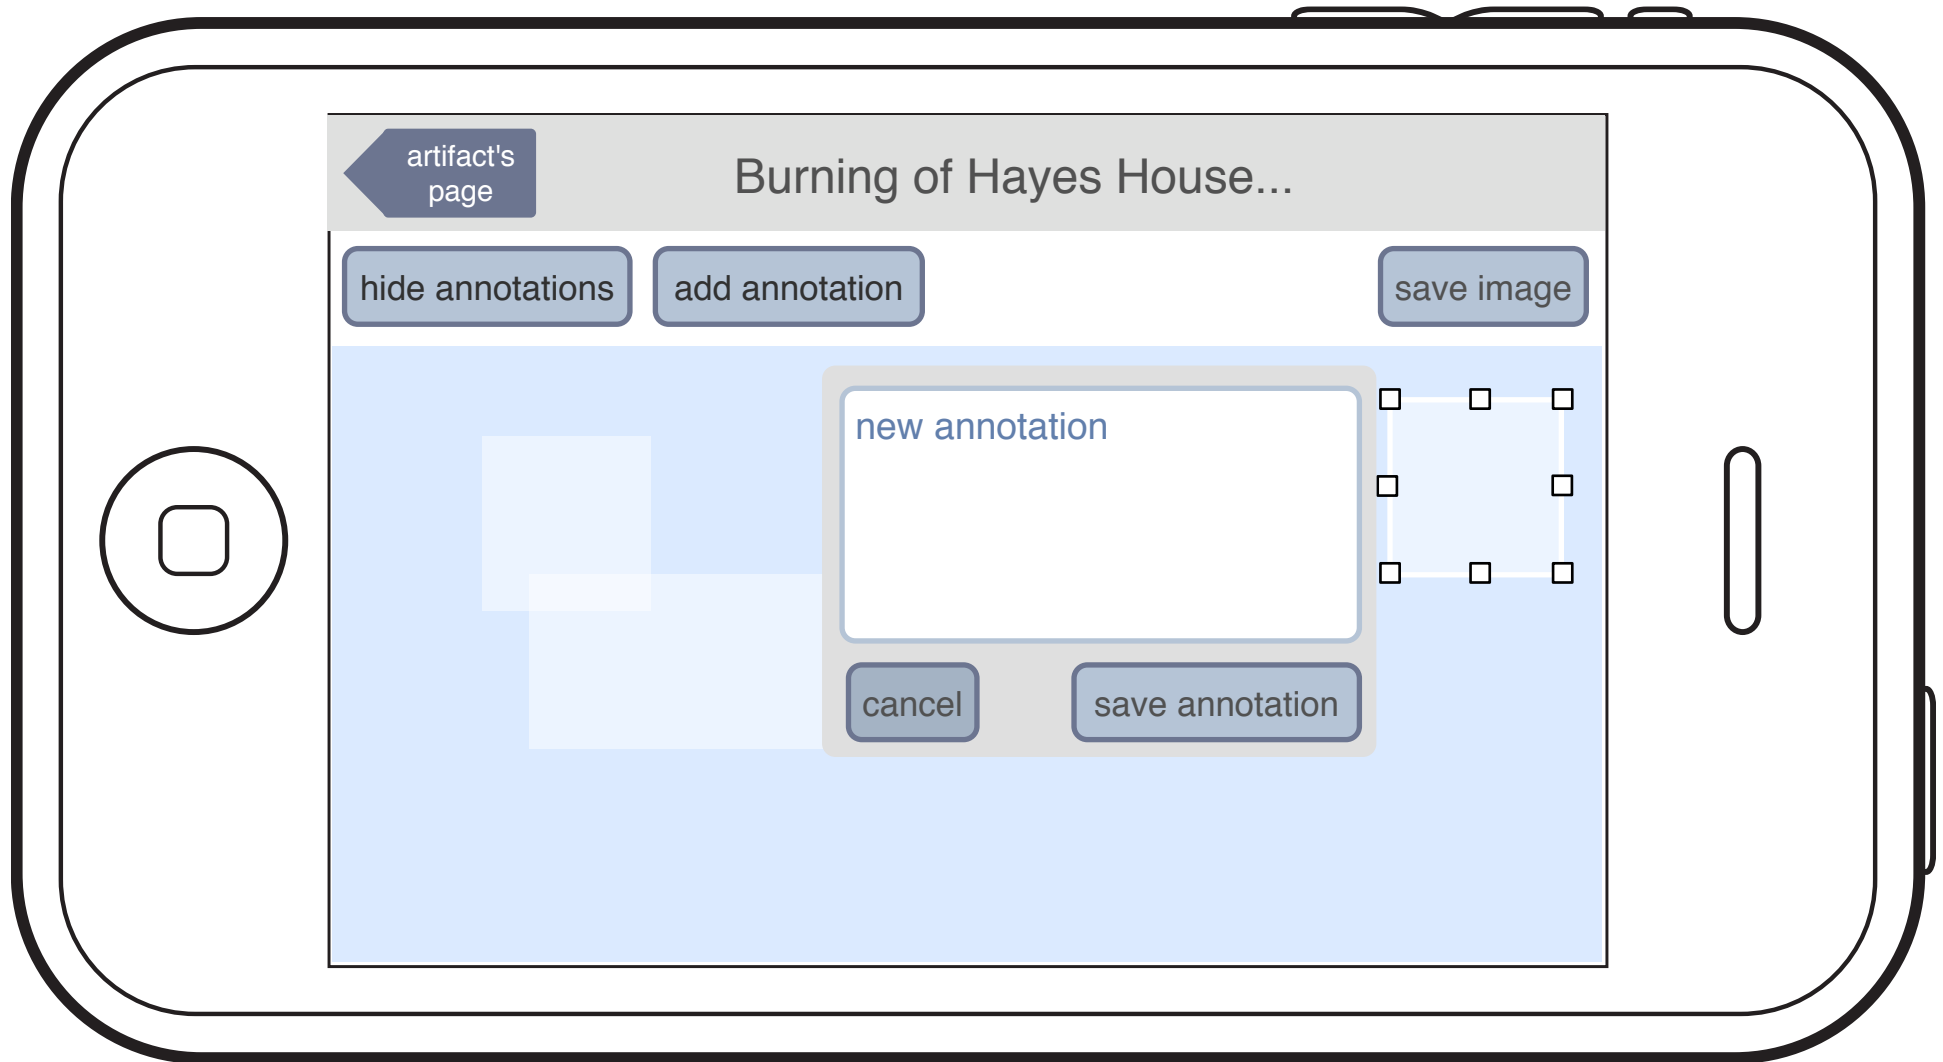 artifact's
page
Burning of Hayes House...
hide annotations
add annotation
save image
new annotation
cancel
save annotation